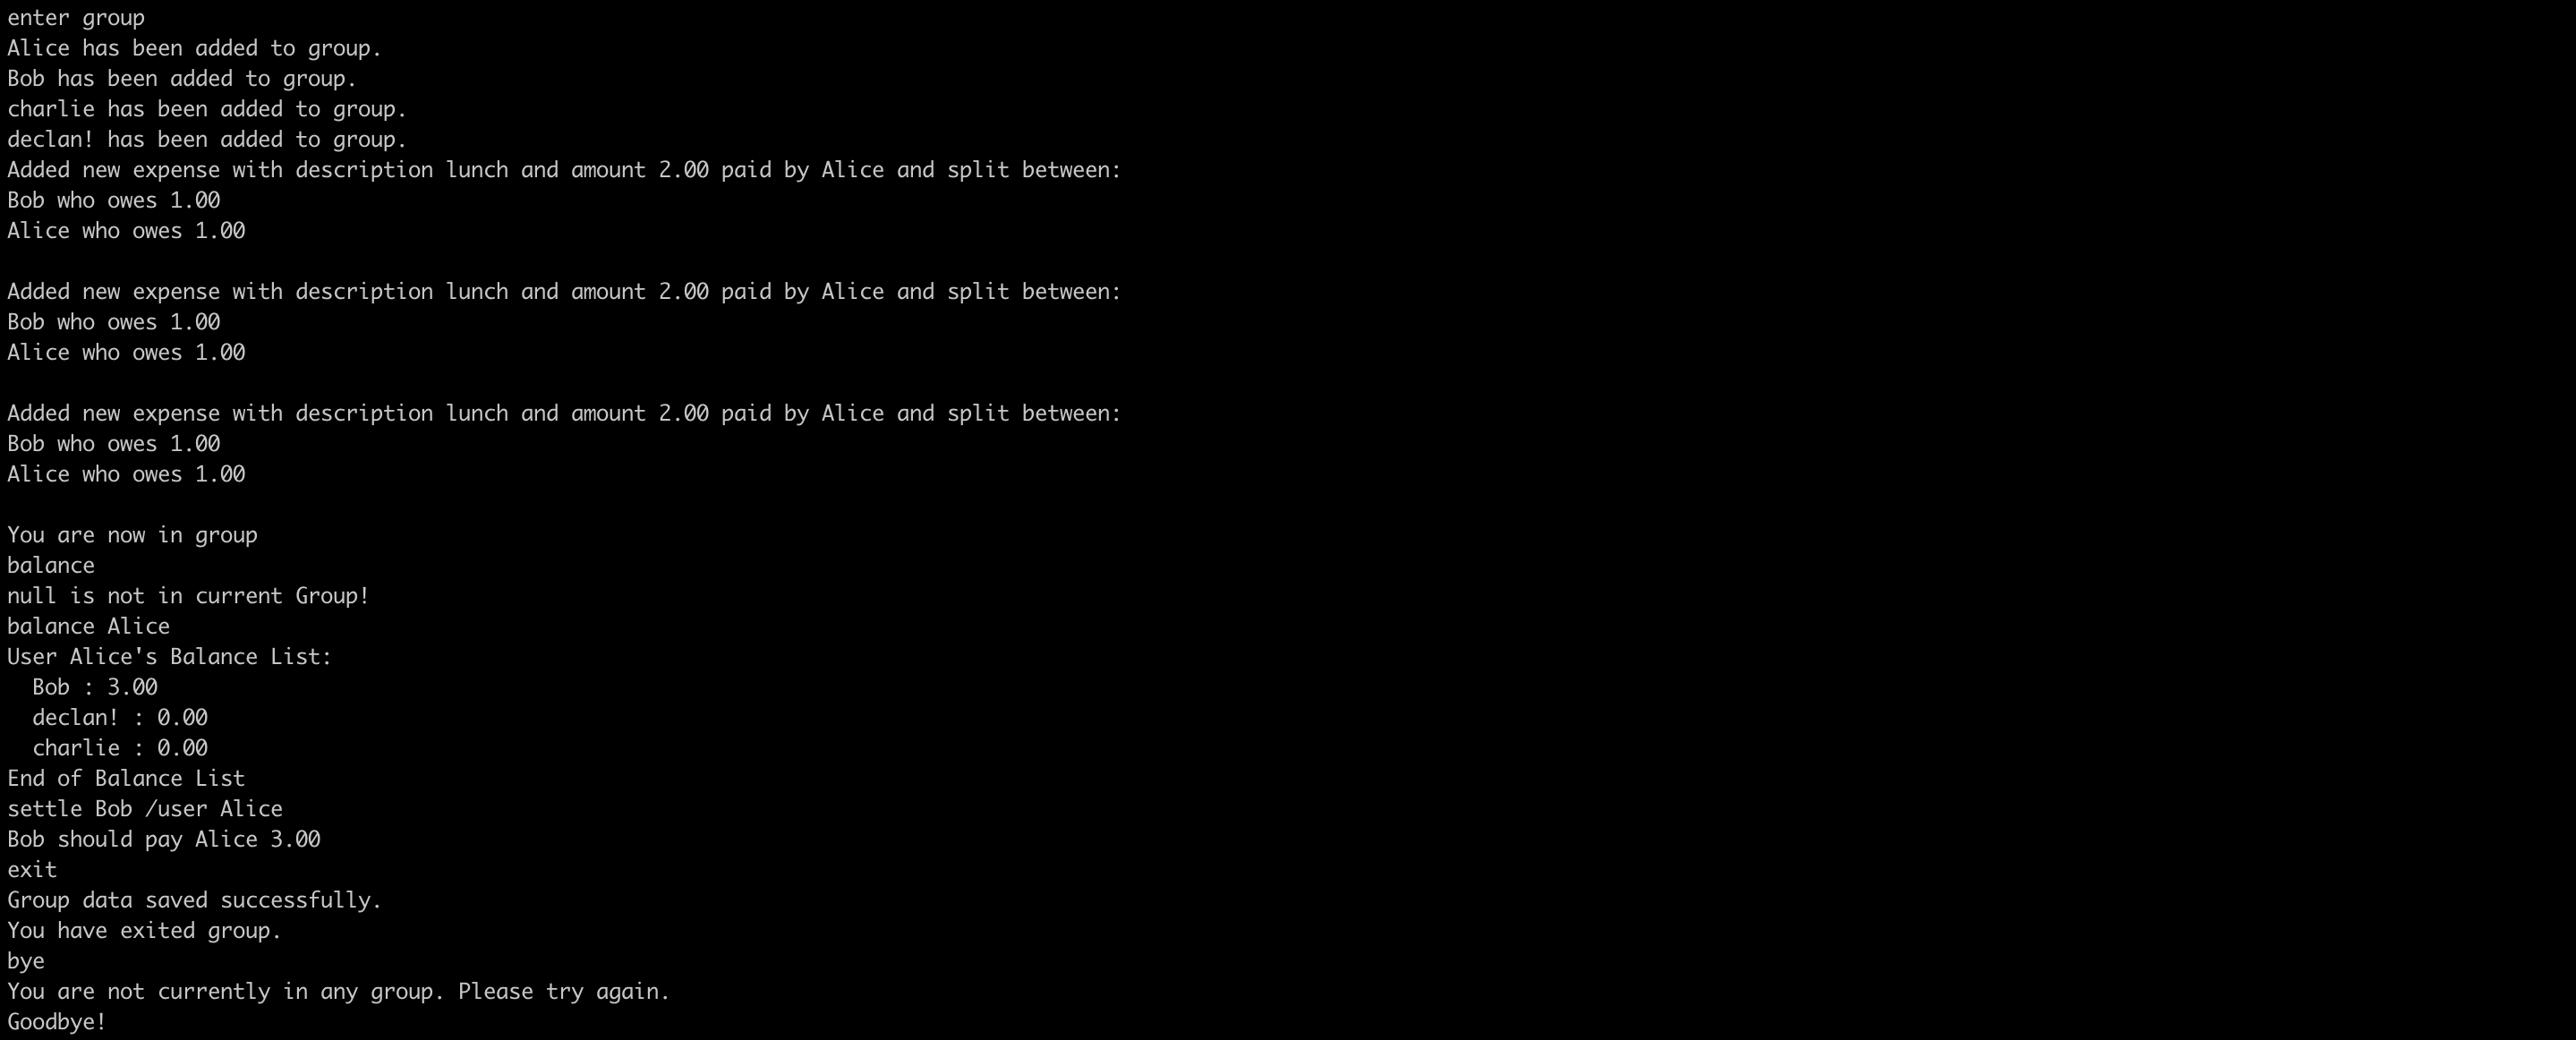 enter group
Alice has been added to group.
Bob has been added to group.
charlie has been added to group.
declan! has been added to group.
Added new expense with description lunch and amount 2.00 paid by Alice and split between:
Bob who owes 1.00
Alice who owes 1.00

Added new expense with description lunch and amount 2.00 paid by Alice and split between:
Bob who owes 1.00
Alice who owes 1.00

Added new expense with description lunch and amount 2.00 paid by Alice and split between:
Bob who owes 1.00
Alice who owes 1.00

You are now in group
balance
null is not in current Group!
balance Alice
User Alice's Balance List:
  Bob : 3.00
  declan! : 0.00
  charlie : 0.00
End of Balance List
settle Bob /user Alice
Bob should pay Alice 3.00
exit
Group data saved successfully.
You have exited group.
bye
You are not currently in any group. Please try again.
Goodbye!